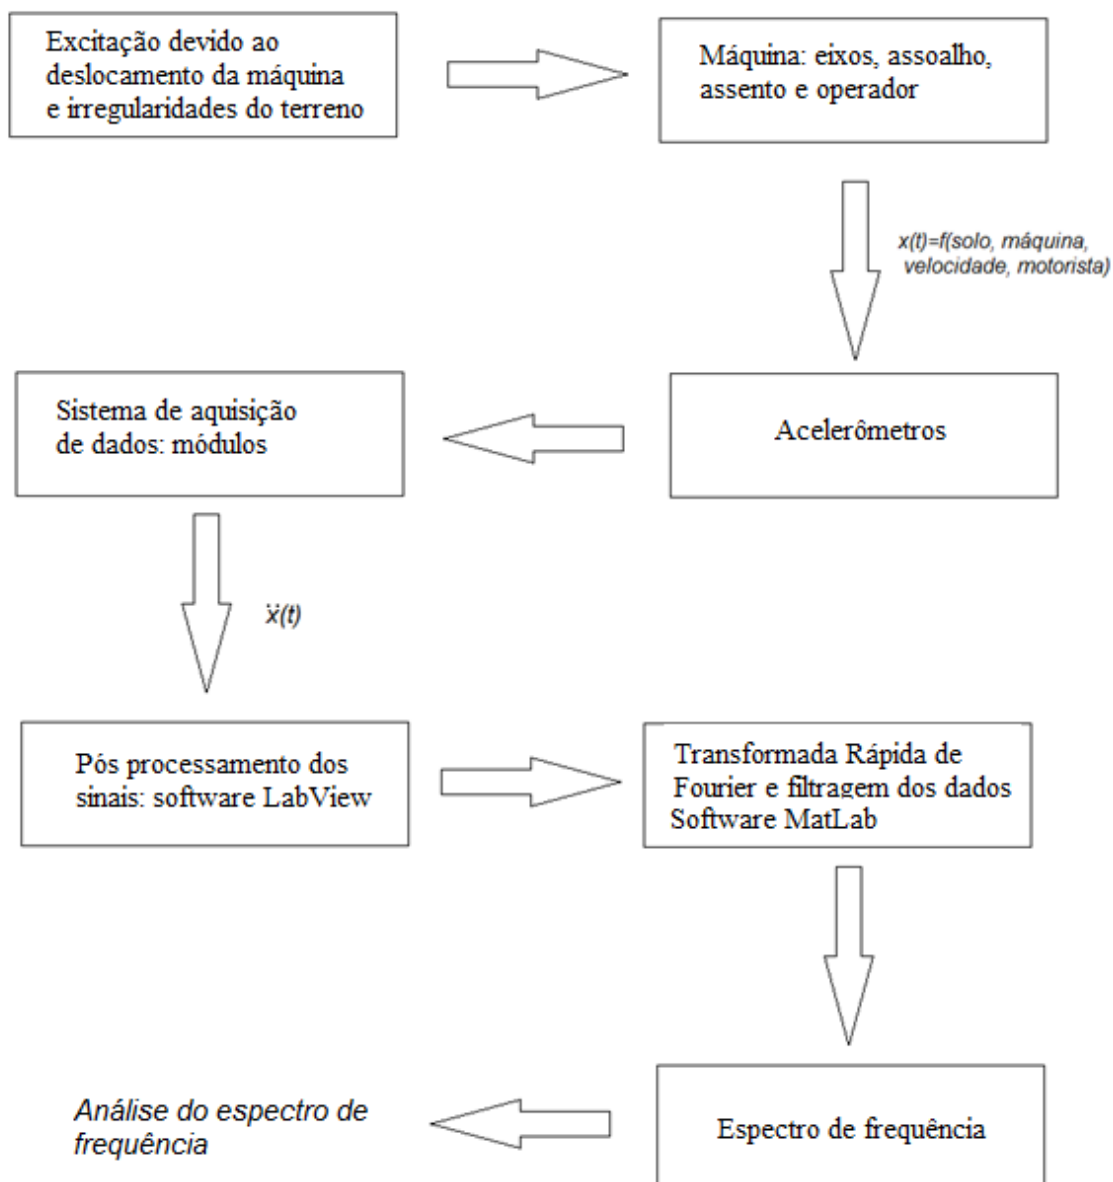 Excitação devido ao
deslocamento da máquina
e irregularidades do terreno
Máquina: eixos, assoalho,
assento e operador
x(t)=f(solo, máquina,
velocidade, motorista)
Acelerômetros
Sistema de aquisição
de dados: módulos
ẍ(t)
Pós processamento dos
sinais: software LabView
Transformada Rápida de
Fourier e filtragem dos dados
Software MatLab
Espectro de frequência
Análise do espectro de
frequência